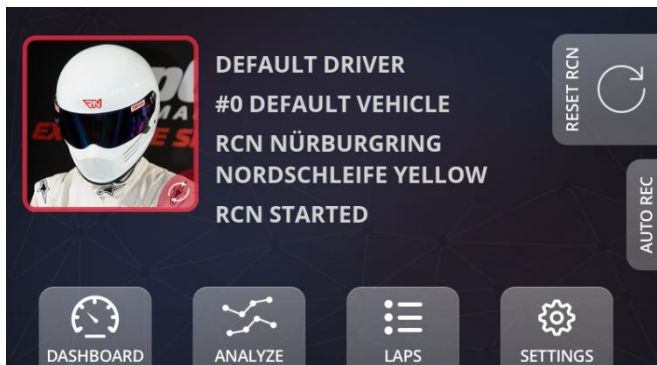 DEFAULT DRIVER
#0 DEFAULT VEHICLE
RCN NÜRBURGRING
NORDSCHLEIFE YELLOW
RCN STARTED
RESET RCN
AUTO REC
DASHBOARD
ANALYZE
LAPS
SETTINGS